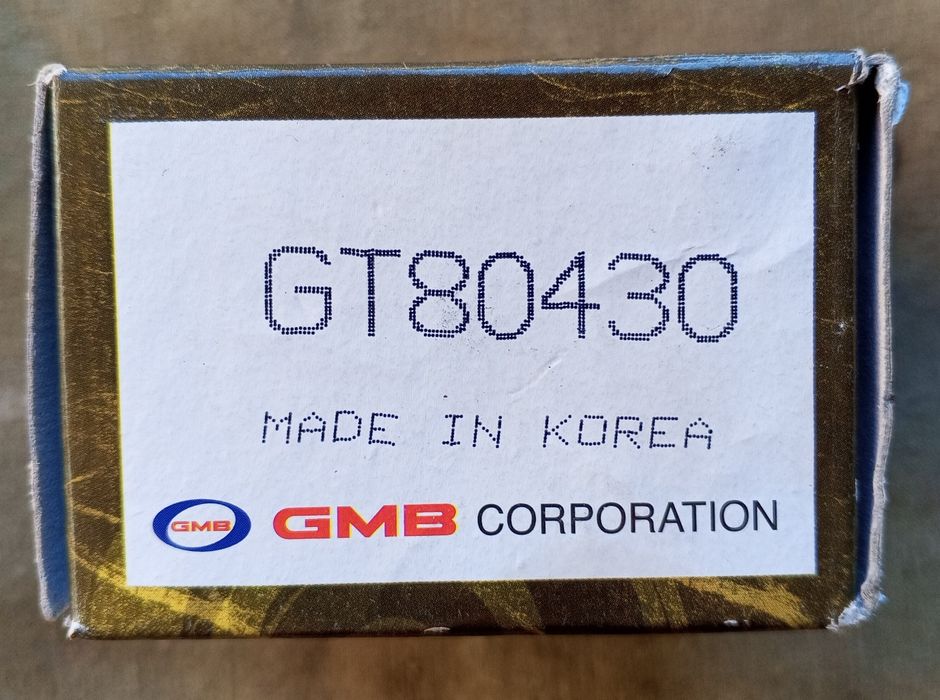 GT80430
MADE IN KOREA
GMB GMB CORPORATION